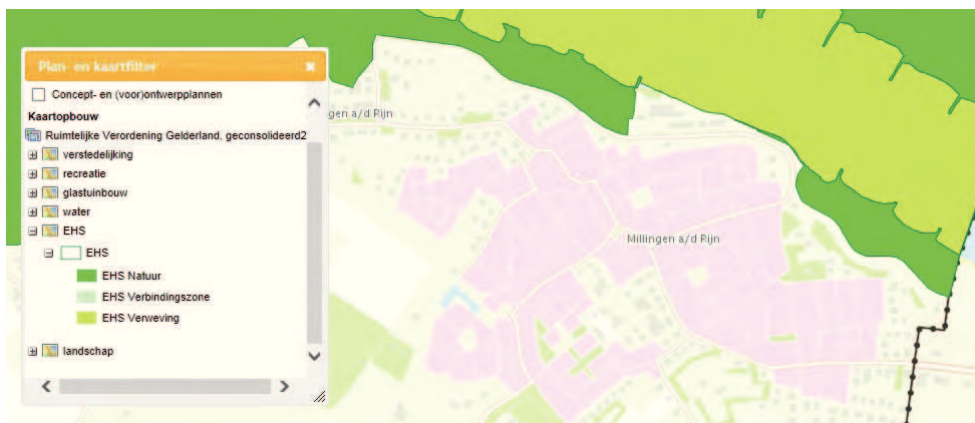 Plan- en kaartfilter ×
Concept- en (voor)ontwerpplannen
Kaartopbouw
Ruimtelijke Verordening Gelderland, geconsolideerd2
verstedelijking
recreatie
glastuinbouw
water
EHS
EHS
EHS Natuur
EHS Verbindingszone
EHS Verweving
landschap
gen a/d Rijn
Millingen a/d Rijn